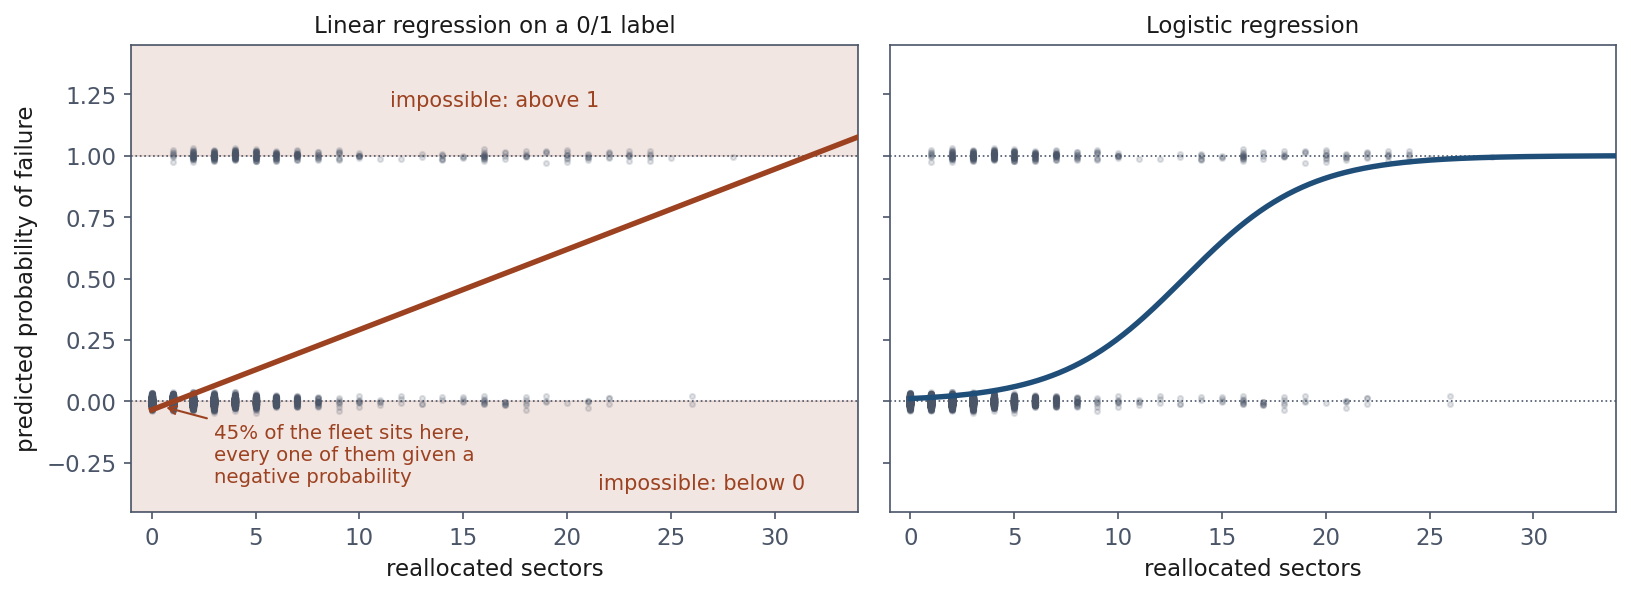 Linear regression on a 0/1 label
Logistic regression
predicted probability of failure
1.25
1.00
0.75
0.50
0.25
0.00
−0.25
impossible: above 1
45% of the fleet sits here,
every one of them given a
negative probability
impossible: below 0
0 5 10 15 20 25 30
0 5 10 15 20 25 30
reallocated sectors
reallocated sectors